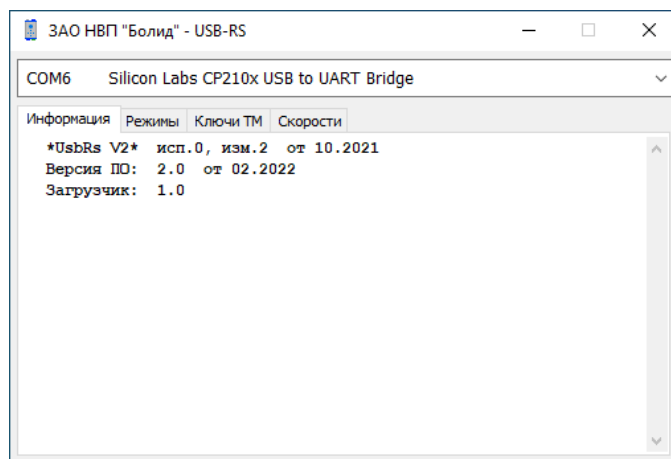 ЗАО НВП "Болид" - USB-RS
COM6 Silicon Labs CP210x USB to UART Bridge
Информация Режимы Ключи ТМ Скорости
*UsbRs V2* исп.0, изм.2 от 10.2021
Версия ПО: 2.0 от 02.2022
Загрузчик: 1.0